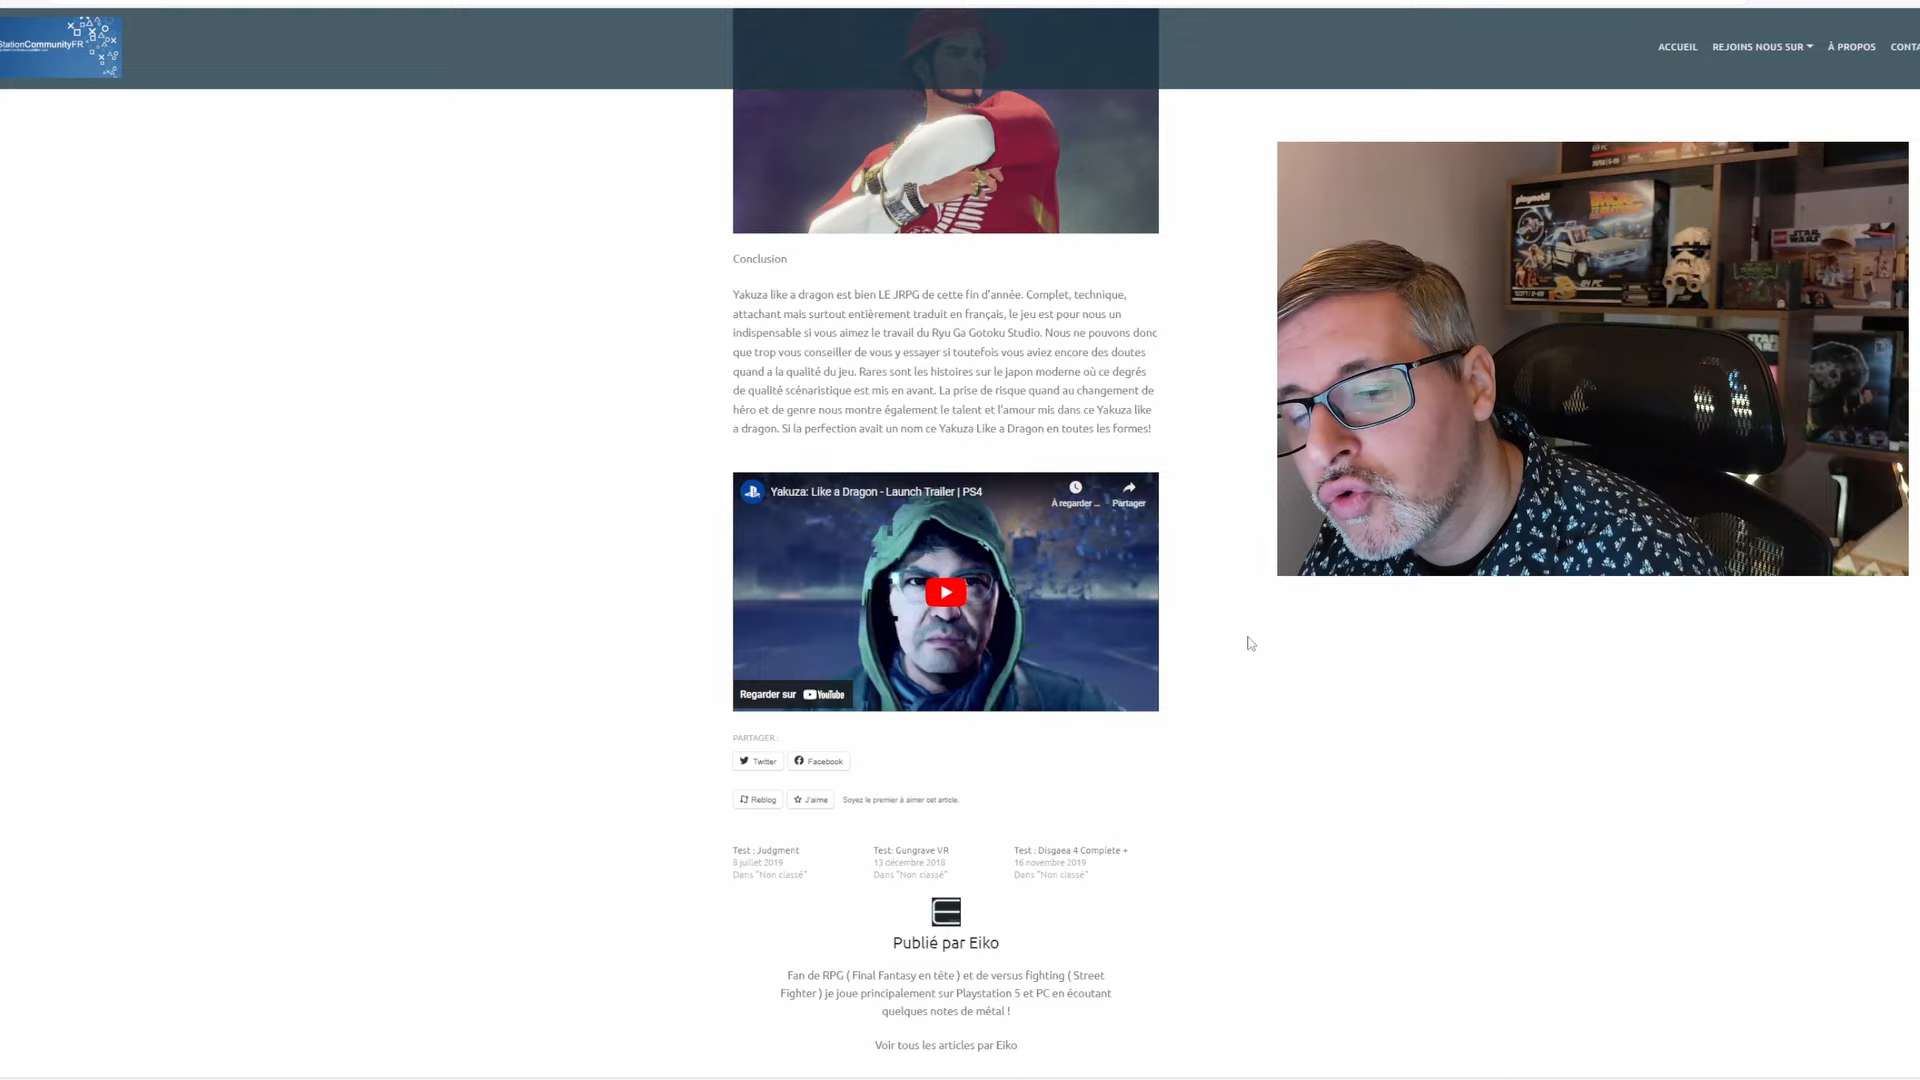 StationCommunityFR
ACCUEIL
REJOINS NOUS SUR
À PROPOS
CONTA
playmobil
STAR WARS
Conclusion
Yakuza like a dragon est bien LE JRPG de cette fin d'année. Complet, technique,
attachant mais surtout entièrement traduit en français, le jeu est pour nous un
indispensable si vous aimez le travail du Ryu Ga Gotoku Studio. Nous ne pouvons donc
que trop vous conseiller de vous y essayer si toutefois vous aviez encore des doutes
quand a la qualité du jeu. Rares sont les histoires sur le japon moderne où ce degrés
de qualité scénaristique est mis en avant. La prise de risque quand au changement de
héro et de genre nous montre également le talent et l'amour mis dans ce Yakuza like
a dragon. Si la perfection avait un nom ce Yakuza Like a Dragon en toutes les formes!
Yakuza: Like a Dragon - Launch Trailer | PS4
À regarder ...
Partager
Regarder sur YouTube
PARTAGER :
Twitter
Facebook
Reblog
J'aime
Soyez le premier à aimer cet article.
Test : Judgment
8 juillet 2019
Dans "Non classé"
Test: Gungrave VR
13 décembre 2018
Dans "Non classé"
Test : Disgaea 4 Complete +
16 novembre 2019
Dans "Non classé"
Publié par Eiko
Fan de RPG ( Final Fantasy en tête ) et de versus fighting ( Street
Fighter ) je joue principalement sur Playstation 5 et PC en écoutant
quelques notes de métal !
Voir tous les articles par Eiko